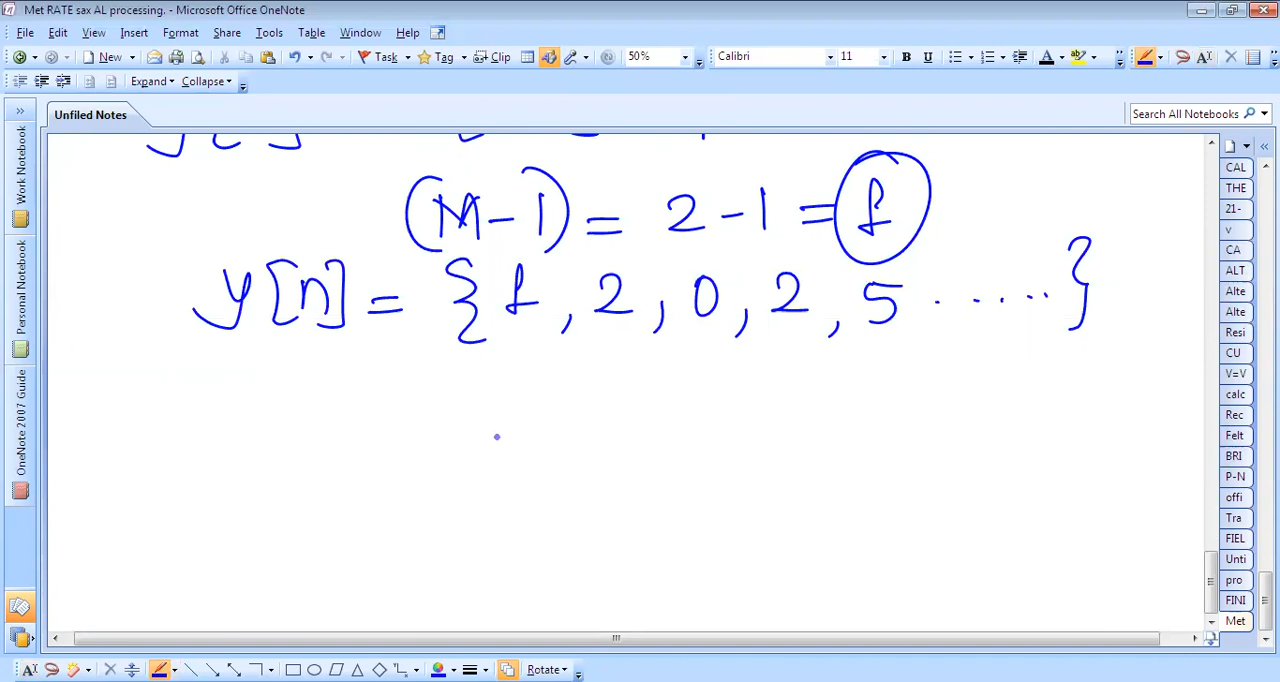 Met RATE sax AL processing. - Microsoft Office OneNote
File Edit View Insert Format Share Tools Table Window Help
New Task Tag Clip 50% Calibri 11 B U
Expand Collapse
Unfiled Notes
Search All Notebooks
Work Notebook
Personal Notebook
OneNote 2007 Guide
(M-1) = 2-1 = 1
y[n] = {1, 2, 0, 2, 5 ......}
CAL
THE
21-
v
CA
ALT
Alte
Alte
Resi
CU
V=V
calc
Rec
Felt
BRI
P-N
offi
Tra
FIEL
Unti
pro
FINI
Met
Rotate